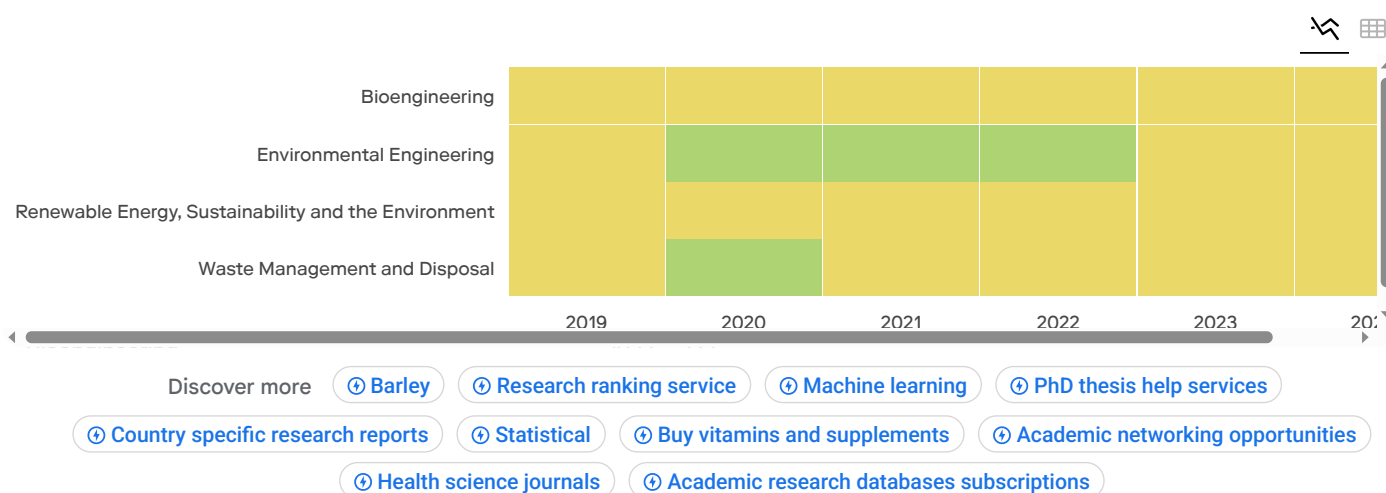 Bioengineering
Environmental Engineering
Renewable Energy, Sustainability and the Environment
Waste Management and Disposal
2019 2020 2021 2022 2023
Discover more Barley Research ranking service Machine learning PhD thesis help services
Country specific research reports Statistical Buy vitamins and supplements Academic networking opportunities
Health science journals Academic research databases subscriptions